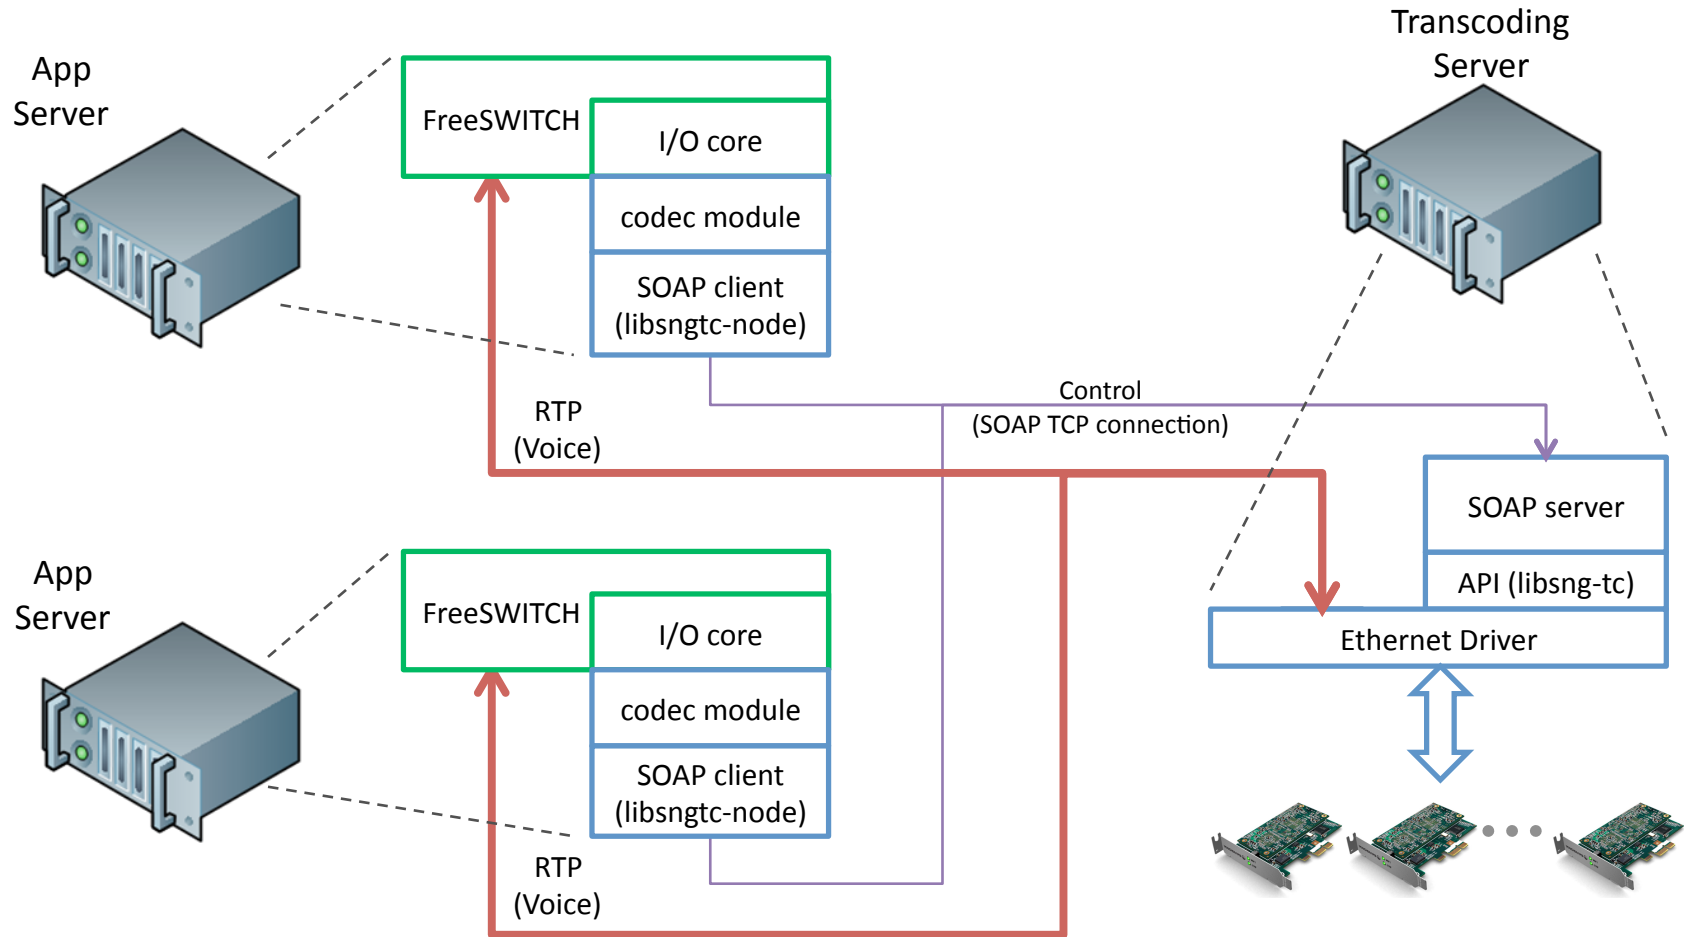 App
Server
FreeSWITCH
I/O core
codec module
SOAP client
(libsngtc-node)
RTP
(Voice)
Transcoding
Server
Control
(SOAP TCP connection)
SOAP server
API (libsng-tc)
Ethernet Driver
App
Server
FreeSWITCH
I/O core
codec module
SOAP client
(libsngtc-node)
RTP
(Voice)